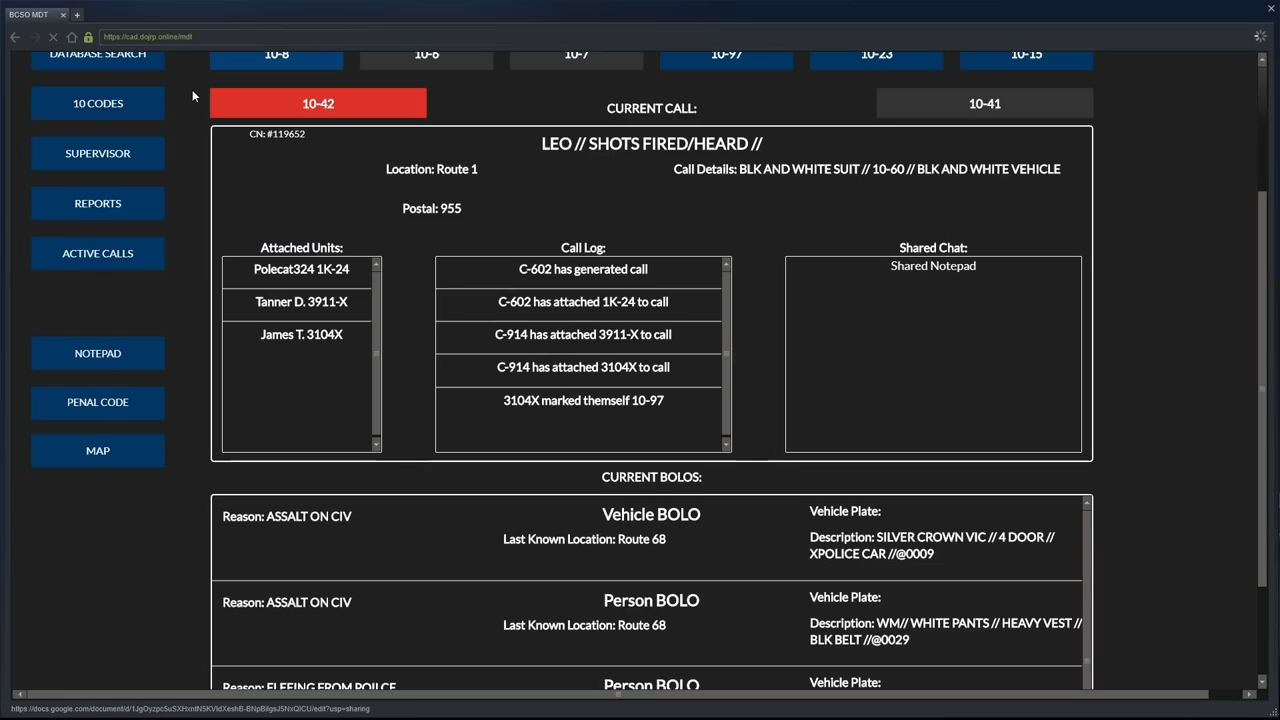 BCSO MDT
https://cad.dojrp.online/mdt
DATABASE SEARCH
10-8
10-6
10-7
10-97
10-23
10-15
10 CODES
10-42
CURRENT CALL:
10-41
CN: #119652
LEO // SHOTS FIRED/HEARD //
SUPERVISOR
Location: Route 1
Call Details: BLK AND WHITE SUIT // 10-60 // BLK AND WHITE VEHICLE
REPORTS
Postal: 955
ACTIVE CALLS
Attached Units:
Call Log:
Shared Chat:
Polecat324 1K-24
C-602 has generated call
Shared Notepad
Tanner D. 3911-X
C-602 has attached 1K-24 to call
James T. 3104X
C-914 has attached 3911-X to call
C-914 has attached 3104X to call
3104X marked themself 10-97
NOTEPAD
PENAL CODE
MAP
CURRENT BOLOS:
Reason: ASSALT ON CIV
Vehicle BOLO
Last Known Location: Route 68
Vehicle Plate:
Description: SILVER CROWN VIC // 4 DOOR //
XPOLICE CAR //@0009
Reason: ASSALT ON CIV
Person BOLO
Last Known Location: Route 68
Vehicle Plate:
Description: WM// WHITE PANTS // HEAVY VEST //
BLK BELT //@0029
Reason: FLEEING FROM POILCE
Person BOLO
Vehicle Plate: